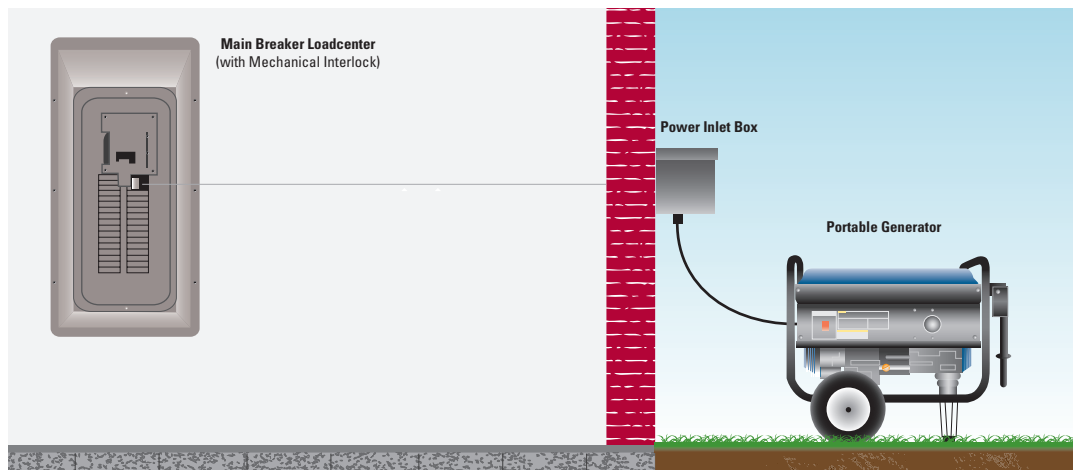 Main Breaker Loadcenter
(with Mechanical Interlock)
Power Inlet Box
Portable Generator